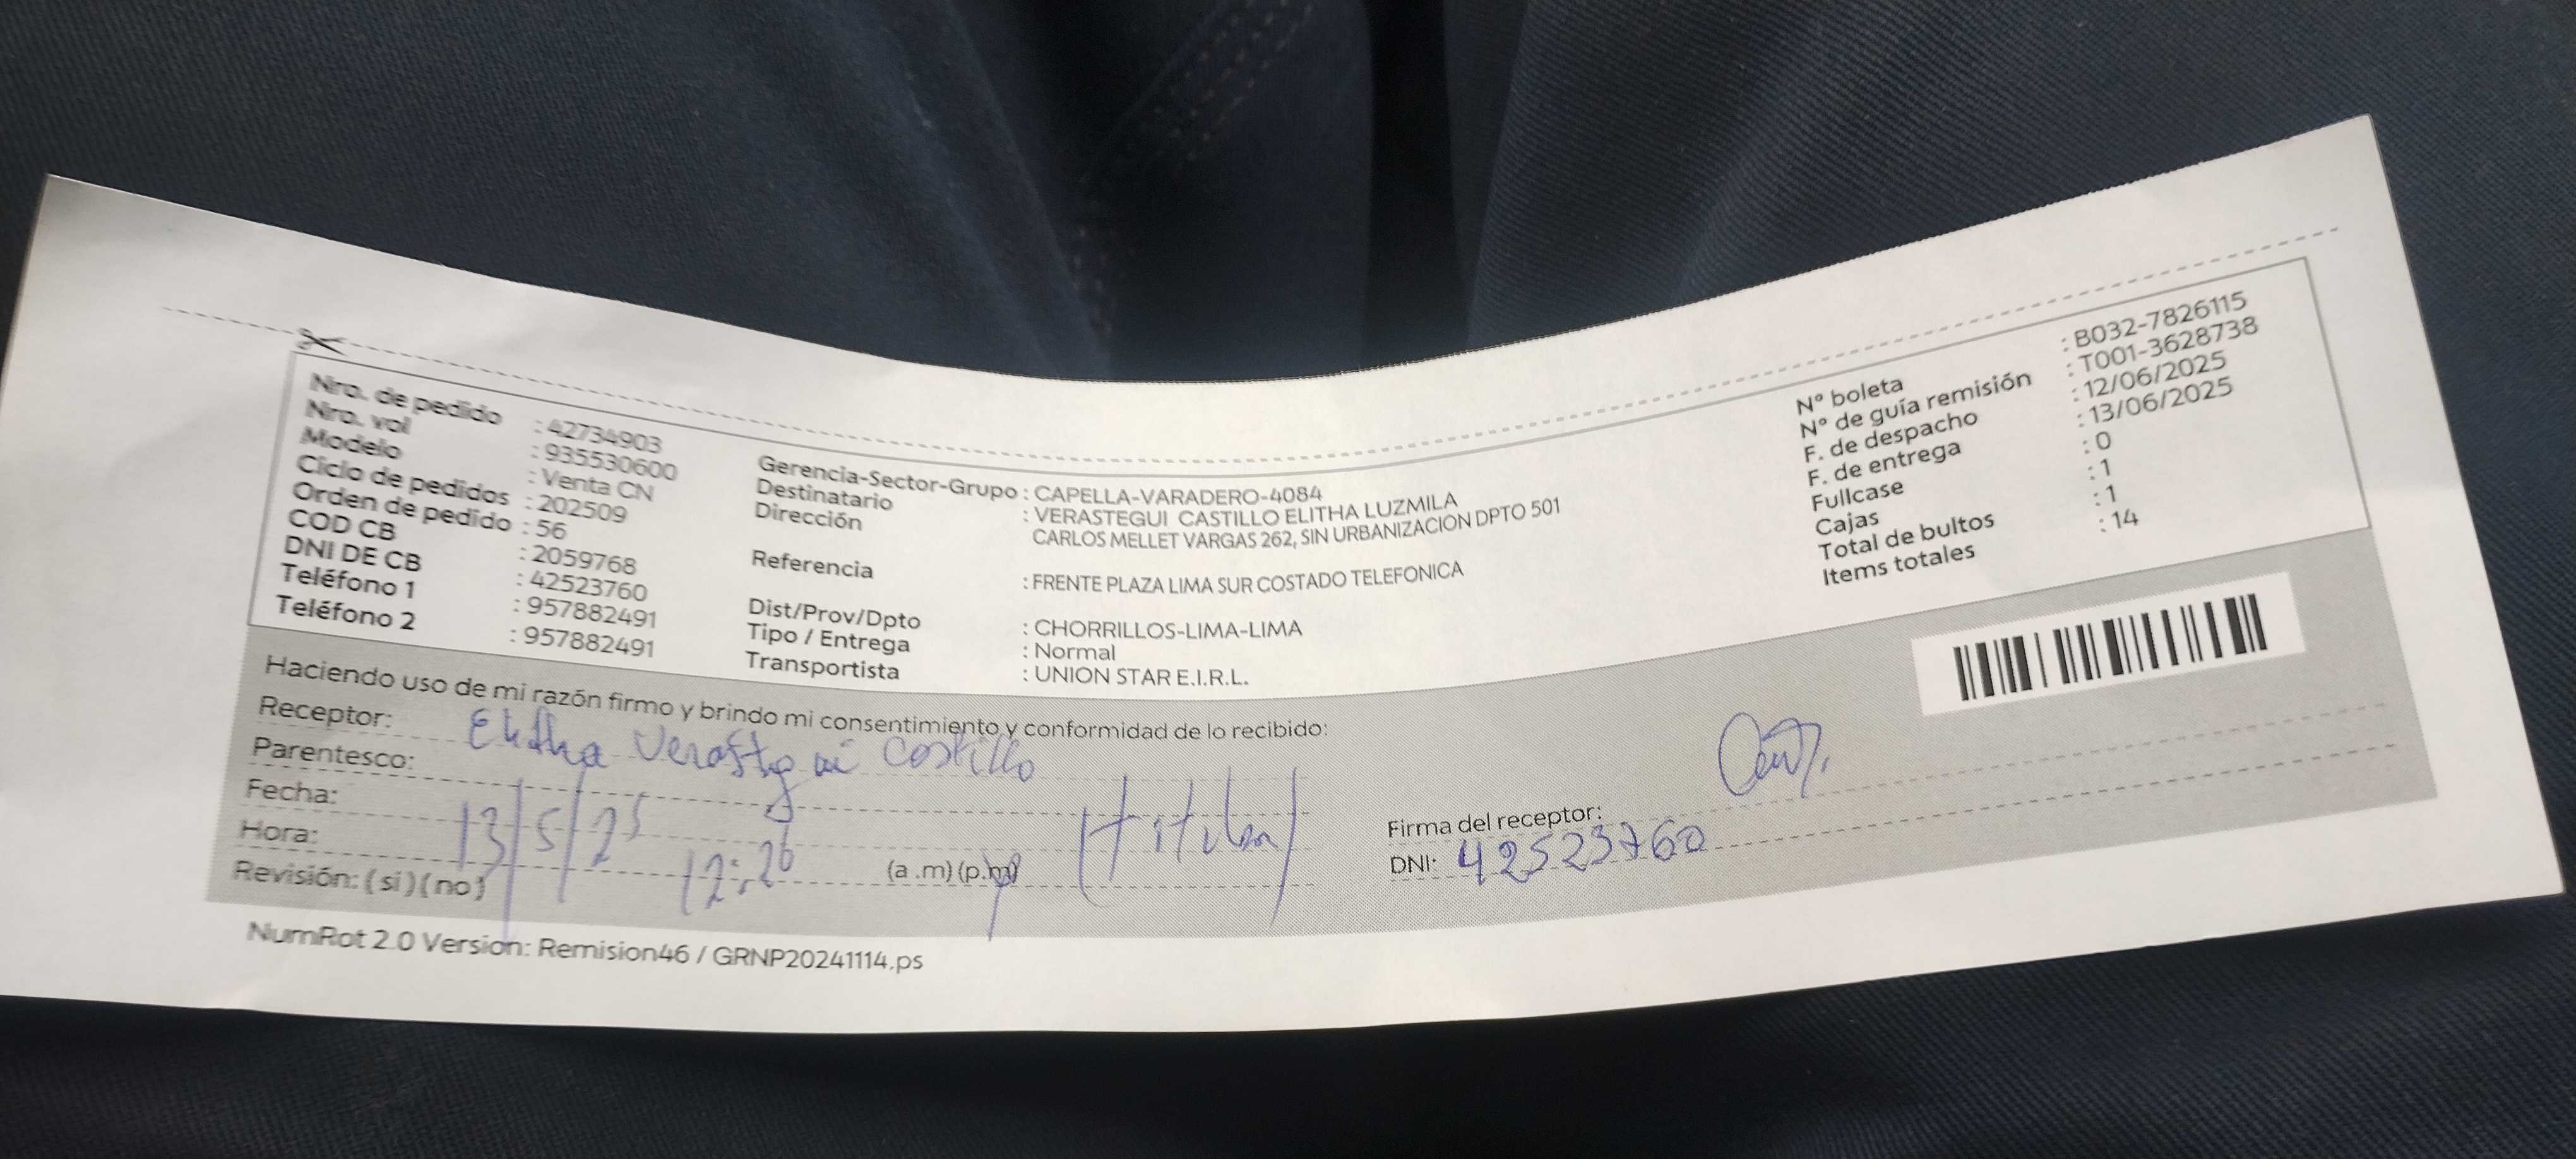 Nro. de pedido : 42734903
Nro. vol : 935530600
Modelo : Venta CN
Ciclo de pedidos : 202509
Orden de pedido : 56
COD CB : 2059768
DNI DE CB : 42523760
Teléfono 1 : 957882491
Teléfono 2 : 957882491
Gerencia-Sector-Grupo : CAPELLA-VARADERO-4084
Destinatario : VERASTEGUI CASTILLO ELITHA LUZMILA
Dirección CARLOS MELLET VARGAS 262, SIN URBANIZACION DPTO 501
Referencia : FRENTE PLAZA LIMA SUR COSTADO TELEFONICA
Dist/Prov/Dpto : CHORRILLOS-LIMA-LIMA
Tipo / Entrega : Normal
Transportista : UNION STAR E.I.R.L.
N° boleta : B032-7826115
N° de guía remisión : T001-3628738
F. de despacho : 12/06/2025
F. de entrega : 13/06/2025
Fullcase : 0
Cajas : 1
Total de bultos : 1
Items totales : 14
Haciendo uso de mi razón firmo y brindo mi consentimiento y conformidad de lo recibido:
Receptor: Elitha Verastegui Castillo
Parentesco: (titular)
Fecha: 13/5/25
Hora: 12:26 (a .m) (p.m)
Revisión: (si) (no)
Firma del receptor:
DNI: 42523760
NumRot 2.0 Version: Remision46 / GRNP20241114.ps